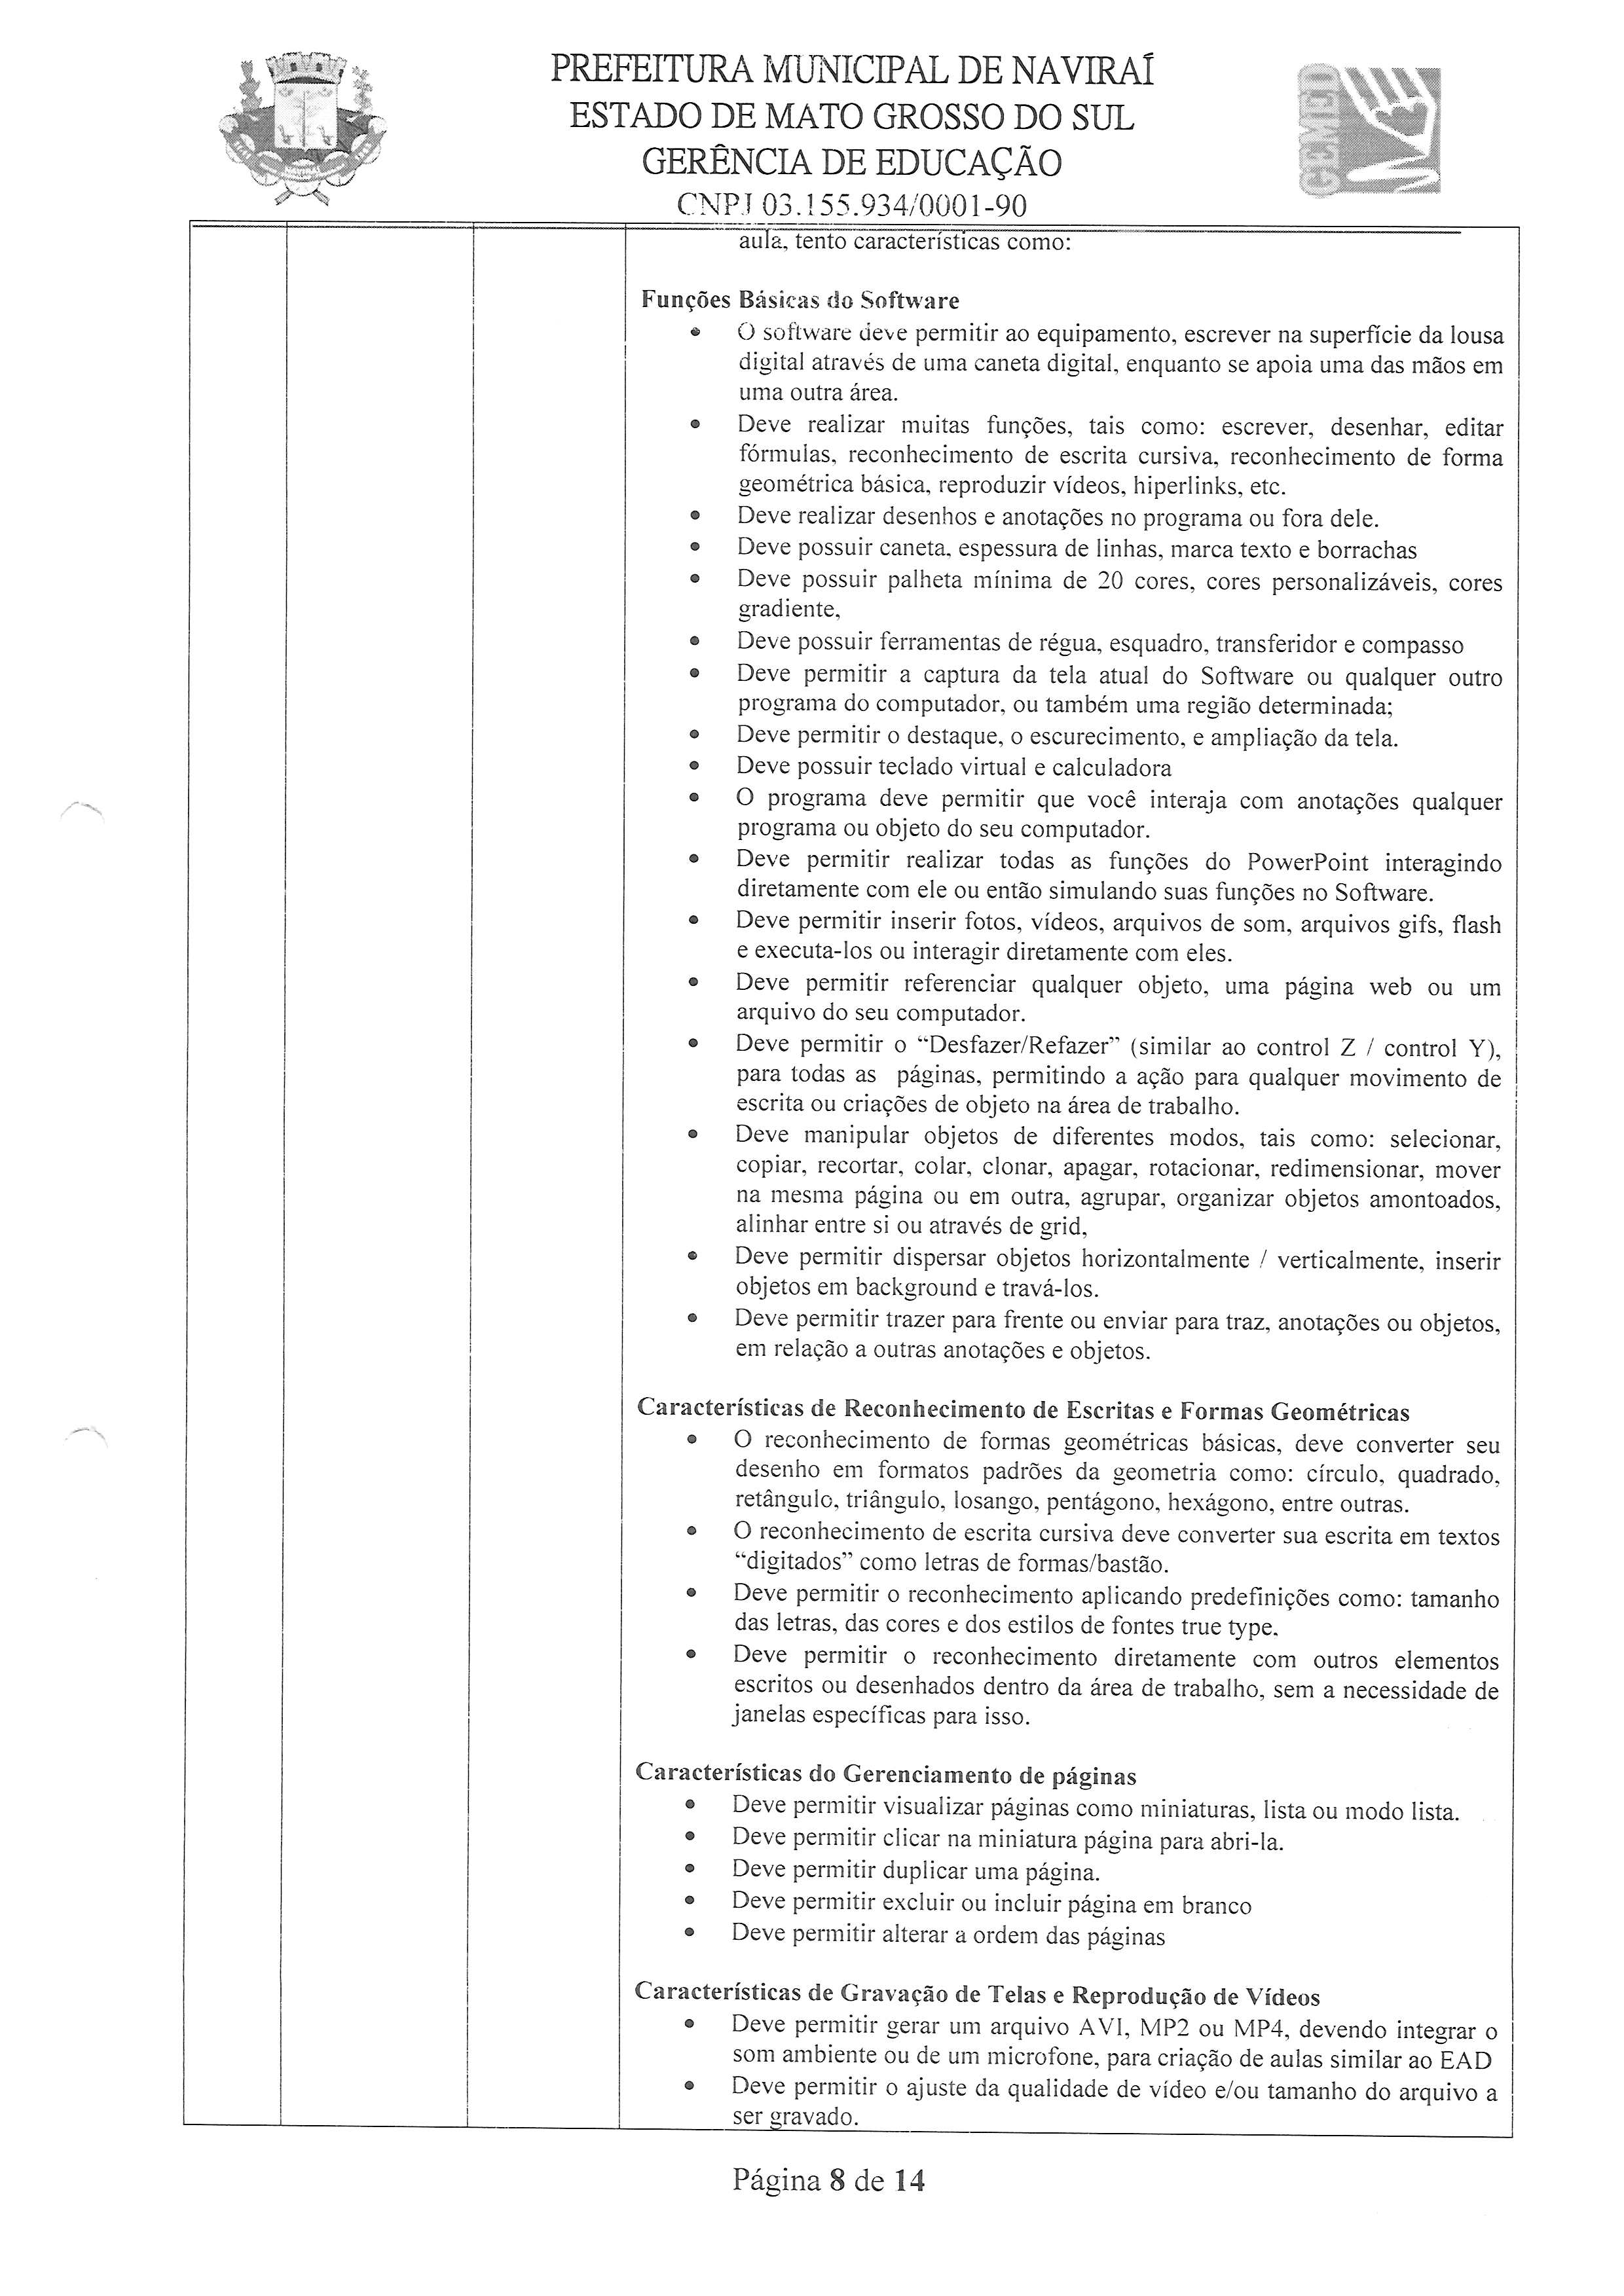 PREFEITURA MUNICIPAL DE NAVIRAÍ
ESTADO DE MATO GROSSO DO SUL
GERÊNCIA DE EDUCAÇÃO
CNPJ 03.155.934/0001-90
NAVIRAÍ
GEMED
aula, tento características como:
Funções Básicas do Software
• O software deve permitir ao equipamento, escrever na superfície da lousa
digital através de uma caneta digital, enquanto se apoia uma das mãos em
uma outra área.
• Deve realizar muitas funções, tais como: escrever, desenhar, editar
fórmulas, reconhecimento de escrita cursiva, reconhecimento de forma
geométrica básica, reproduzir vídeos, hiperlinks, etc.
• Deve realizar desenhos e anotações no programa ou fora dele.
• Deve possuir caneta, espessura de linhas, marca texto e borrachas
• Deve possuir palheta mínima de 20 cores, cores personalizáveis, cores
gradiente,
• Deve possuir ferramentas de régua, esquadro, transferidor e compasso
• Deve permitir a captura da tela atual do Software ou qualquer outro
programa do computador, ou também uma região determinada;
• Deve permitir o destaque, o escurecimento, e ampliação da tela.
• Deve possuir teclado virtual e calculadora
• O programa deve permitir que você interaja com anotações qualquer
programa ou objeto do seu computador.
• Deve permitir realizar todas as funções do PowerPoint interagindo
diretamente com ele ou então simulando suas funções no Software.
• Deve permitir inserir fotos, vídeos, arquivos de som, arquivos gifs, flash
e executa-los ou interagir diretamente com eles.
• Deve permitir referenciar qualquer objeto, uma página web ou um
arquivo do seu computador.
• Deve permitir o “Desfazer/Refazer” (similar ao control Z / control Y),
para todas as páginas, permitindo a ação para qualquer movimento de
escrita ou criações de objeto na área de trabalho.
• Deve manipular objetos de diferentes modos, tais como: selecionar,
copiar, recortar, colar, clonar, apagar, rotacionar, redimensionar, mover
na mesma página ou em outra, agrupar, organizar objetos amontoados,
alinhar entre si ou através de grid,
• Deve permitir dispersar objetos horizontalmente / verticalmente, inserir
objetos em background e travá-los.
• Deve permitir trazer para frente ou enviar para traz, anotações ou objetos,
em relação a outras anotações e objetos.
Características de Reconhecimento de Escritas e Formas Geométricas
• O reconhecimento de formas geométricas básicas, deve converter seu
desenho em formatos padrões da geometria como: círculo, quadrado,
retângulo, triângulo, losango, pentágono, hexágono, entre outras.
• O reconhecimento de escrita cursiva deve converter sua escrita em textos
“digitados” como letras de formas/bastão.
• Deve permitir o reconhecimento aplicando predefinições como: tamanho
das letras, das cores e dos estilos de fontes true type.
• Deve permitir o reconhecimento diretamente com outros elementos
escritos ou desenhados dentro da área de trabalho, sem a necessidade de
janelas específicas para isso.
Características do Gerenciamento de páginas
• Deve permitir visualizar páginas como miniaturas, lista ou modo lista.
• Deve permitir clicar na miniatura página para abri-la.
• Deve permitir duplicar uma página.
• Deve permitir excluir ou incluir página em branco
• Deve permitir alterar a ordem das páginas
Características de Gravação de Telas e Reprodução de Vídeos
• Deve permitir gerar um arquivo AVI, MP2 ou MP4, devendo integrar o
som ambiente ou de um microfone, para criação de aulas similar ao EAD
• Deve permitir o ajuste da qualidade de vídeo e/ou tamanho do arquivo a
ser gravado.
Página 8 de 14